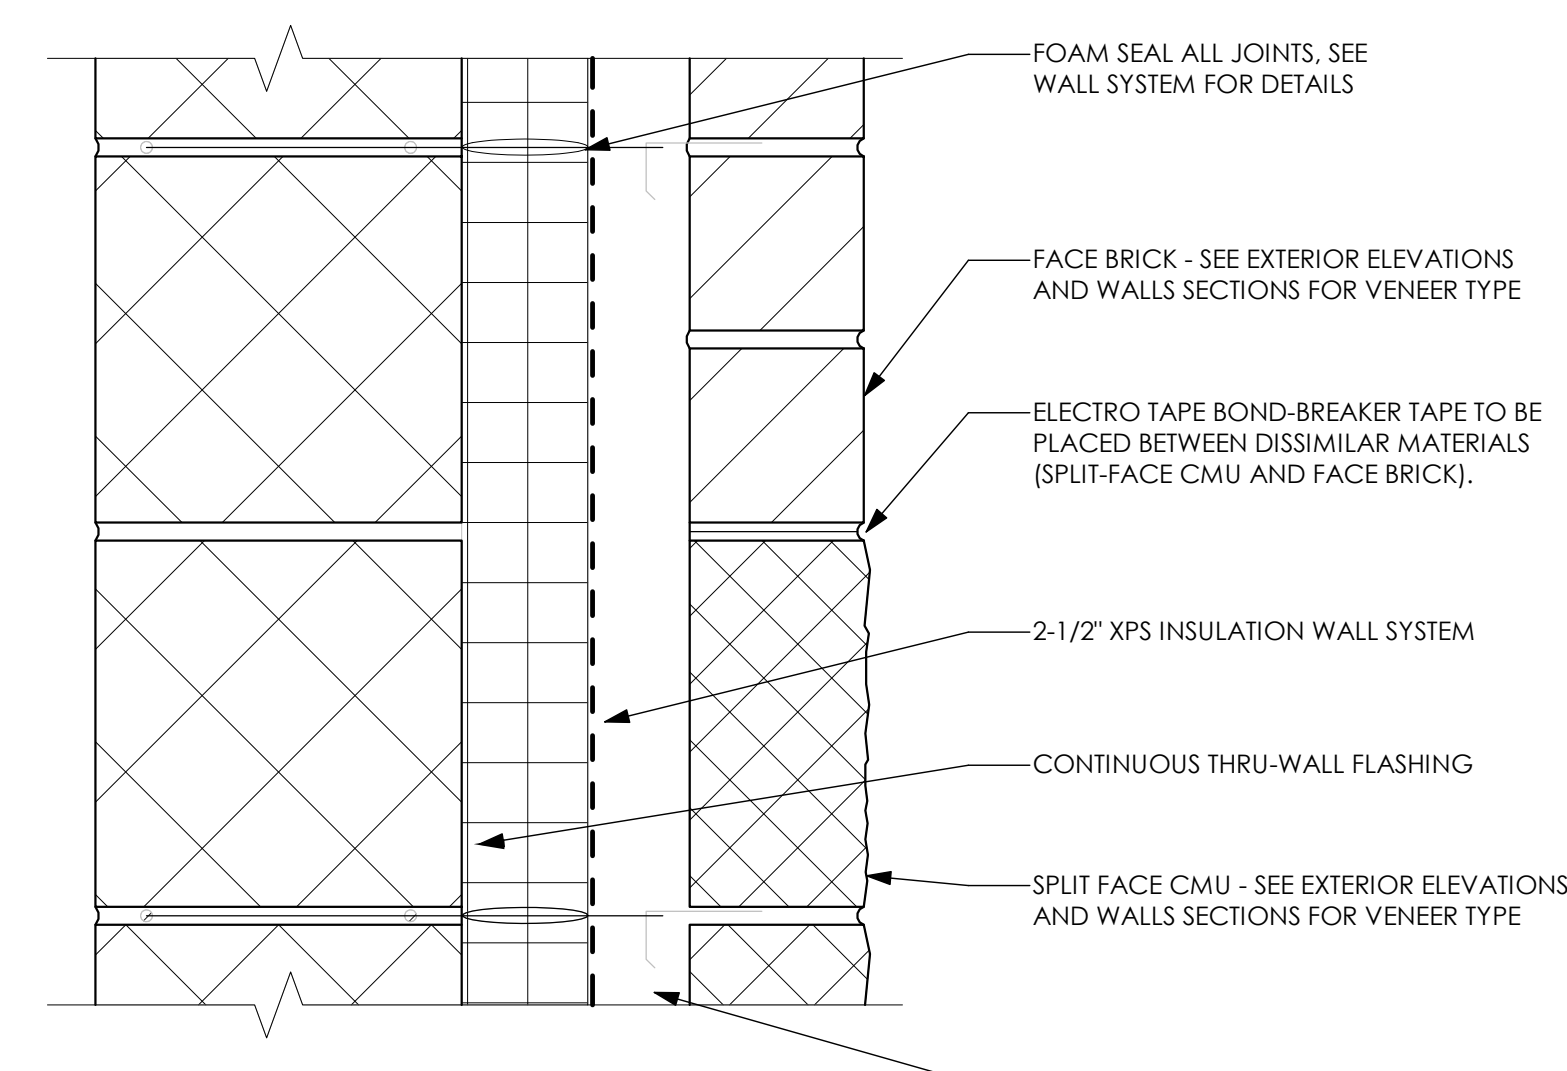 FOAM SEAL ALL JOINTS, SEE
WALL SYSTEM FOR DETAILS
FACE BRICK - SEE EXTERIOR ELEVATIONS
AND WALLS SECTIONS FOR VENEER TYPE
ELECTRO TAPE BOND-BREAKER TAPE TO BE
PLACED BETWEEN DISSIMILAR MATERIALS
(SPLIT-FACE CMU AND FACE BRICK).
2-1/2" XPS INSULATION WALL SYSTEM
CONTINUOUS THRU-WALL FLASHING
SPLIT FACE CMU - SEE EXTERIOR ELEVATIONS
AND WALLS SECTIONS FOR VENEER TYPE